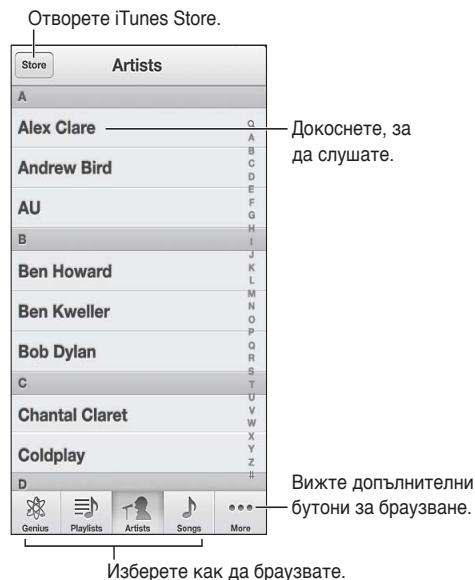 Отворете iTunes Store.
Store
Artists
A
Alex Clare
Докоснете, за
да слушате.
Andrew Bird
AU
B
Ben Howard
Ben Kweller
Bob Dylan
C
Chantal Claret
Coldplay
D
Q
A
B
C
D
E
F
G
H
I
J
K
L
M
N
O
P
Q
R
S
T
U
V
W
X
Y
Z
#
Genius
Playlists
Artists
Songs
More
Вижте допълнителни
бутони за браузване.
Изберете как да браузвате.